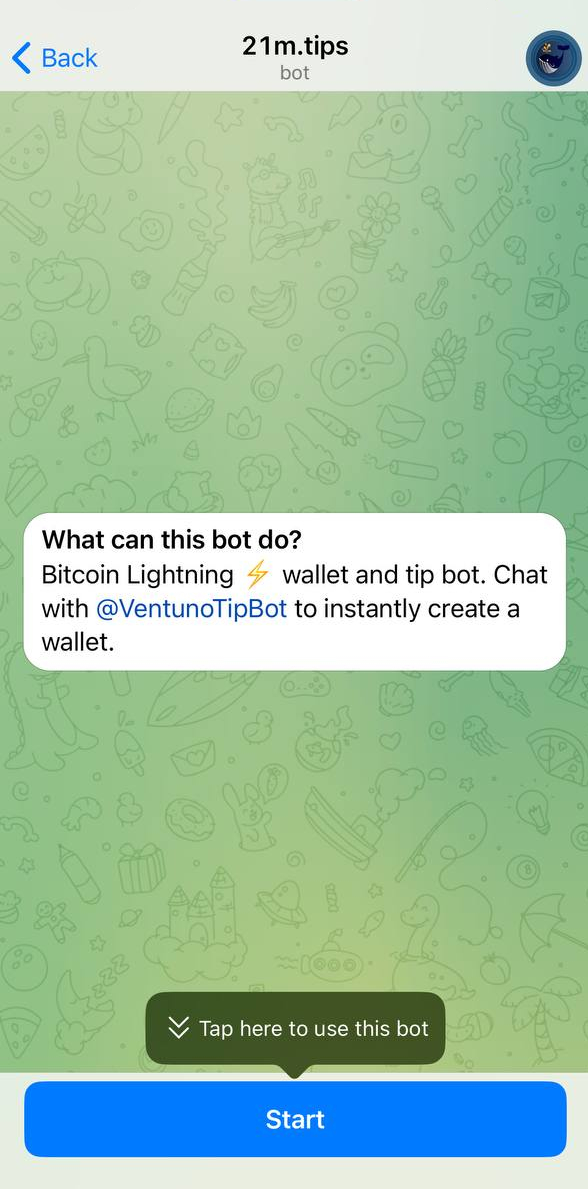 Back
21m.tips
bot
What can this bot do?
Bitcoin Lightning ⚡ wallet and tip bot. Chat
with @VentunoTipBot to instantly create a
wallet.
Tap here to use this bot
Start